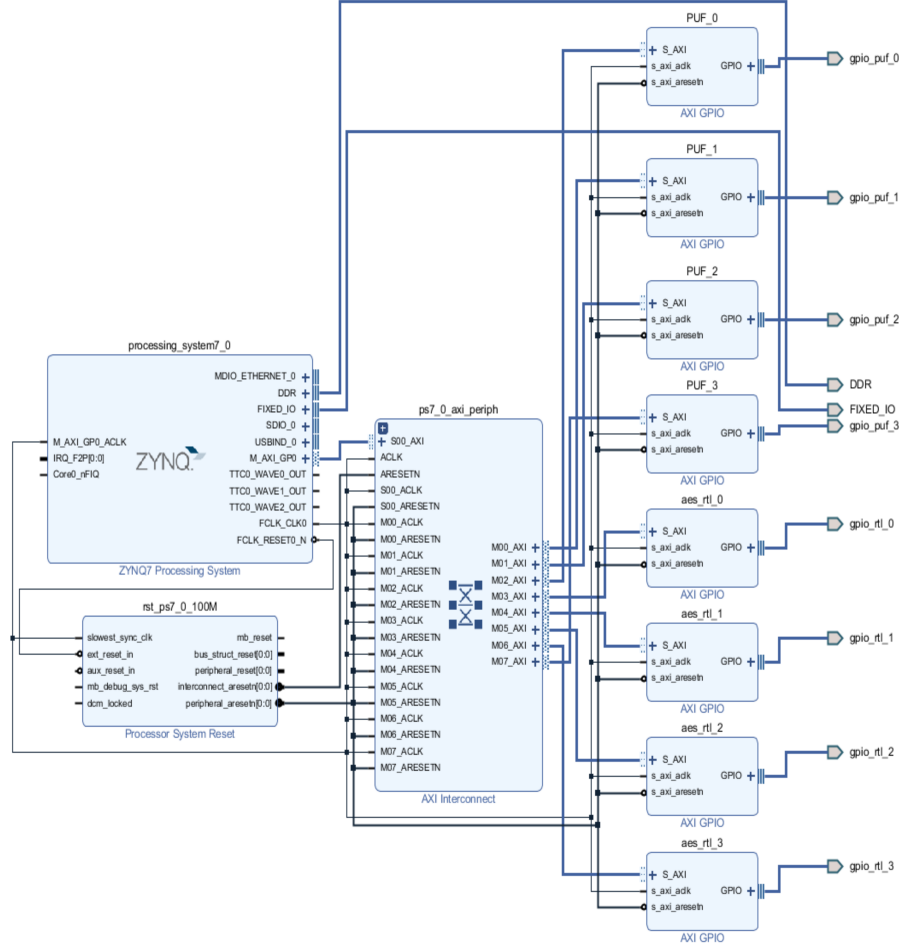 PUF_0
S_AXI
s_axi_aclk
s_axi_aresetn
GPIO
AXI GPIO
gpio_puf_0
PUF_1
S_AXI
s_axi_aclk
s_axi_aresetn
GPIO
AXI GPIO
gpio_puf_1
PUF_2
S_AXI
s_axi_aclk
s_axi_aresetn
GPIO
AXI GPIO
gpio_puf_2
DDR
FIXED_IO
PUF_3
S_AXI
s_axi_aclk
s_axi_aresetn
GPIO
AXI GPIO
gpio_puf_3
processing_system7_0
M_AXI_GP0_ACLK
IRQ_F2P[0:0]
Core0_nFIQ
ZYNQ
MDIO_ETHERNET_0
DDR
FIXED_IO
SDIO_0
USBIND_0
M_AXI_GP0
TTC0_WAVE0_OUT
TTC0_WAVE1_OUT
TTC0_WAVE2_OUT
FCLK_CLK0
FCLK_RESET0_N
ZYNQ7 Processing System
rst_ps7_0_100M
slowest_sync_clk
ext_reset_in
aux_reset_in
mb_debug_sys_rst
dcm_locked
mb_reset
bus_struct_reset[0:0]
peripheral_reset[0:0]
interconnect_aresetn[0:0]
peripheral_aresetn[0:0]
Processor System Reset
ps7_0_axi_periph
S00_AXI
ACLK
ARESETN
S00_ACLK
S00_ARESETN
M00_ACLK
M00_ARESETN
M01_ACLK
M01_ARESETN
M02_ACLK
M02_ARESETN
M03_ACLK
M03_ARESETN
M04_ACLK
M04_ARESETN
M05_ACLK
M05_ARESETN
M06_ACLK
M06_ARESETN
M07_ACLK
M07_ARESETN
M00_AXI
M01_AXI
M02_AXI
M03_AXI
M04_AXI
M05_AXI
M06_AXI
M07_AXI
AXI Interconnect
aes_rtl_0
S_AXI
s_axi_aclk
s_axi_aresetn
GPIO
AXI GPIO
gpio_rtl_0
aes_rtl_1
S_AXI
s_axi_aclk
s_axi_aresetn
GPIO
AXI GPIO
gpio_rtl_1
aes_rtl_2
S_AXI
s_axi_aclk
s_axi_aresetn
GPIO
AXI GPIO
gpio_rtl_2
aes_rtl_3
S_AXI
s_axi_aclk
s_axi_aresetn
GPIO
AXI GPIO
gpio_rtl_3